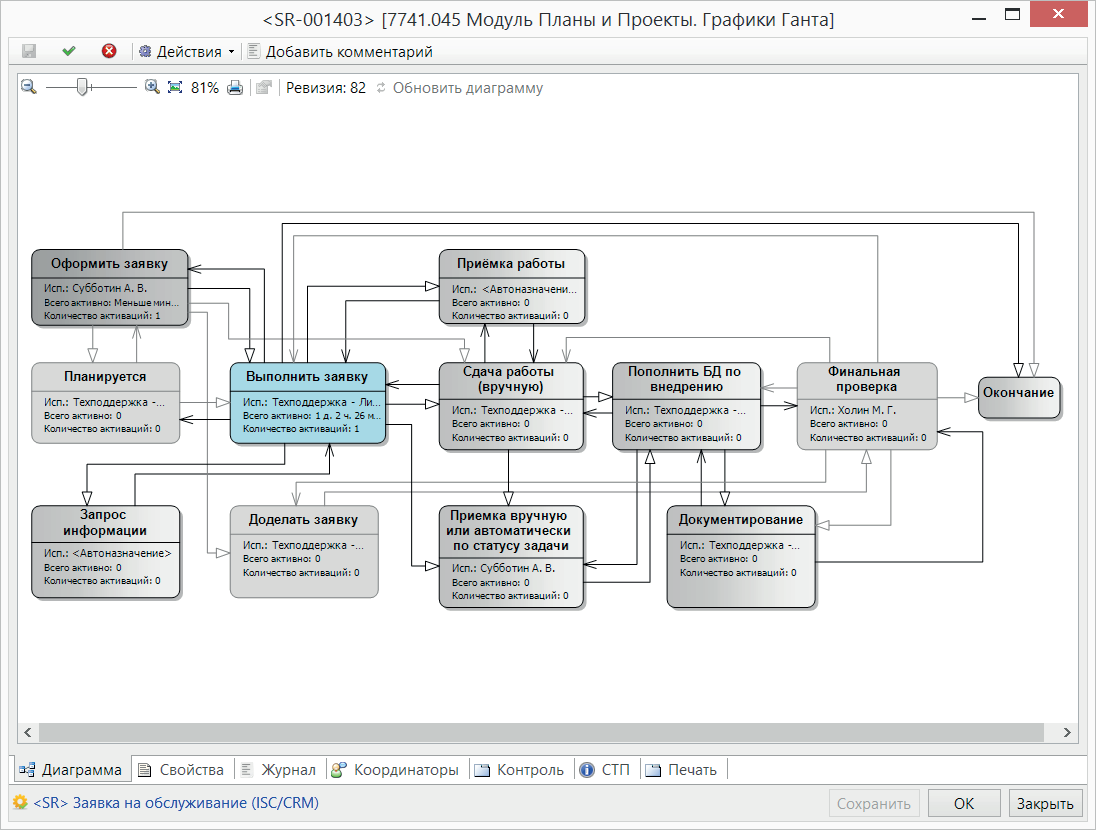 <SR-001403> [7741.045 Модуль Планы и Проекты. Графики Ганта]
Действия
Добавить комментарий
81%
Ревизия: 82
Обновить диаграмму
Оформить заявку
Исп.: Субботин А. В.
Всего активно: Меньше мин...
Количество активаций: 1
Приёмка работы
Исп.: <Автоназначени...
Всего активно: 0
Количество активаций: 0
Планируется
Исп.: Техподдержка -...
Всего активно: 0
Количество активаций: 0
Выполнить заявку
Исп.: Техподдержка - Ли...
Всего активно: 1 д. 2 ч. 26 м...
Количество активаций: 1
Сдача работы
(вручную)
Исп.: Техподдержка -...
Всего активно: 0
Количество активаций: 0
Пополнить БД по
внедрению
Исп.: Техподдержка -...
Всего активно: 0
Количество активаций: 0
Финальная
проверка
Исп.: Холин М. Г.
Всего активно: 0
Количество активаций: 0
Окончание
Запрос
информации
Исп.: <Автоназначение>
Всего активно: 0
Количество активаций: 0
Доделать заявку
Исп.: Техподдержка -...
Всего активно: 0
Количество активаций: 0
Приемка вручную
или автоматически
по статусу задачи
Исп.: Субботин А. В.
Всего активно: 0
Количество активаций: 0
Документирование
Исп.: Техподдержка -...
Всего активно: 0
Количество активаций: 0
Диаграмма
Свойства
Журнал
Координаторы
Контроль
СТП
Печать
<SR> Заявка на обслуживание (ISC/CRM)
Сохранить
ОК
Закрыть